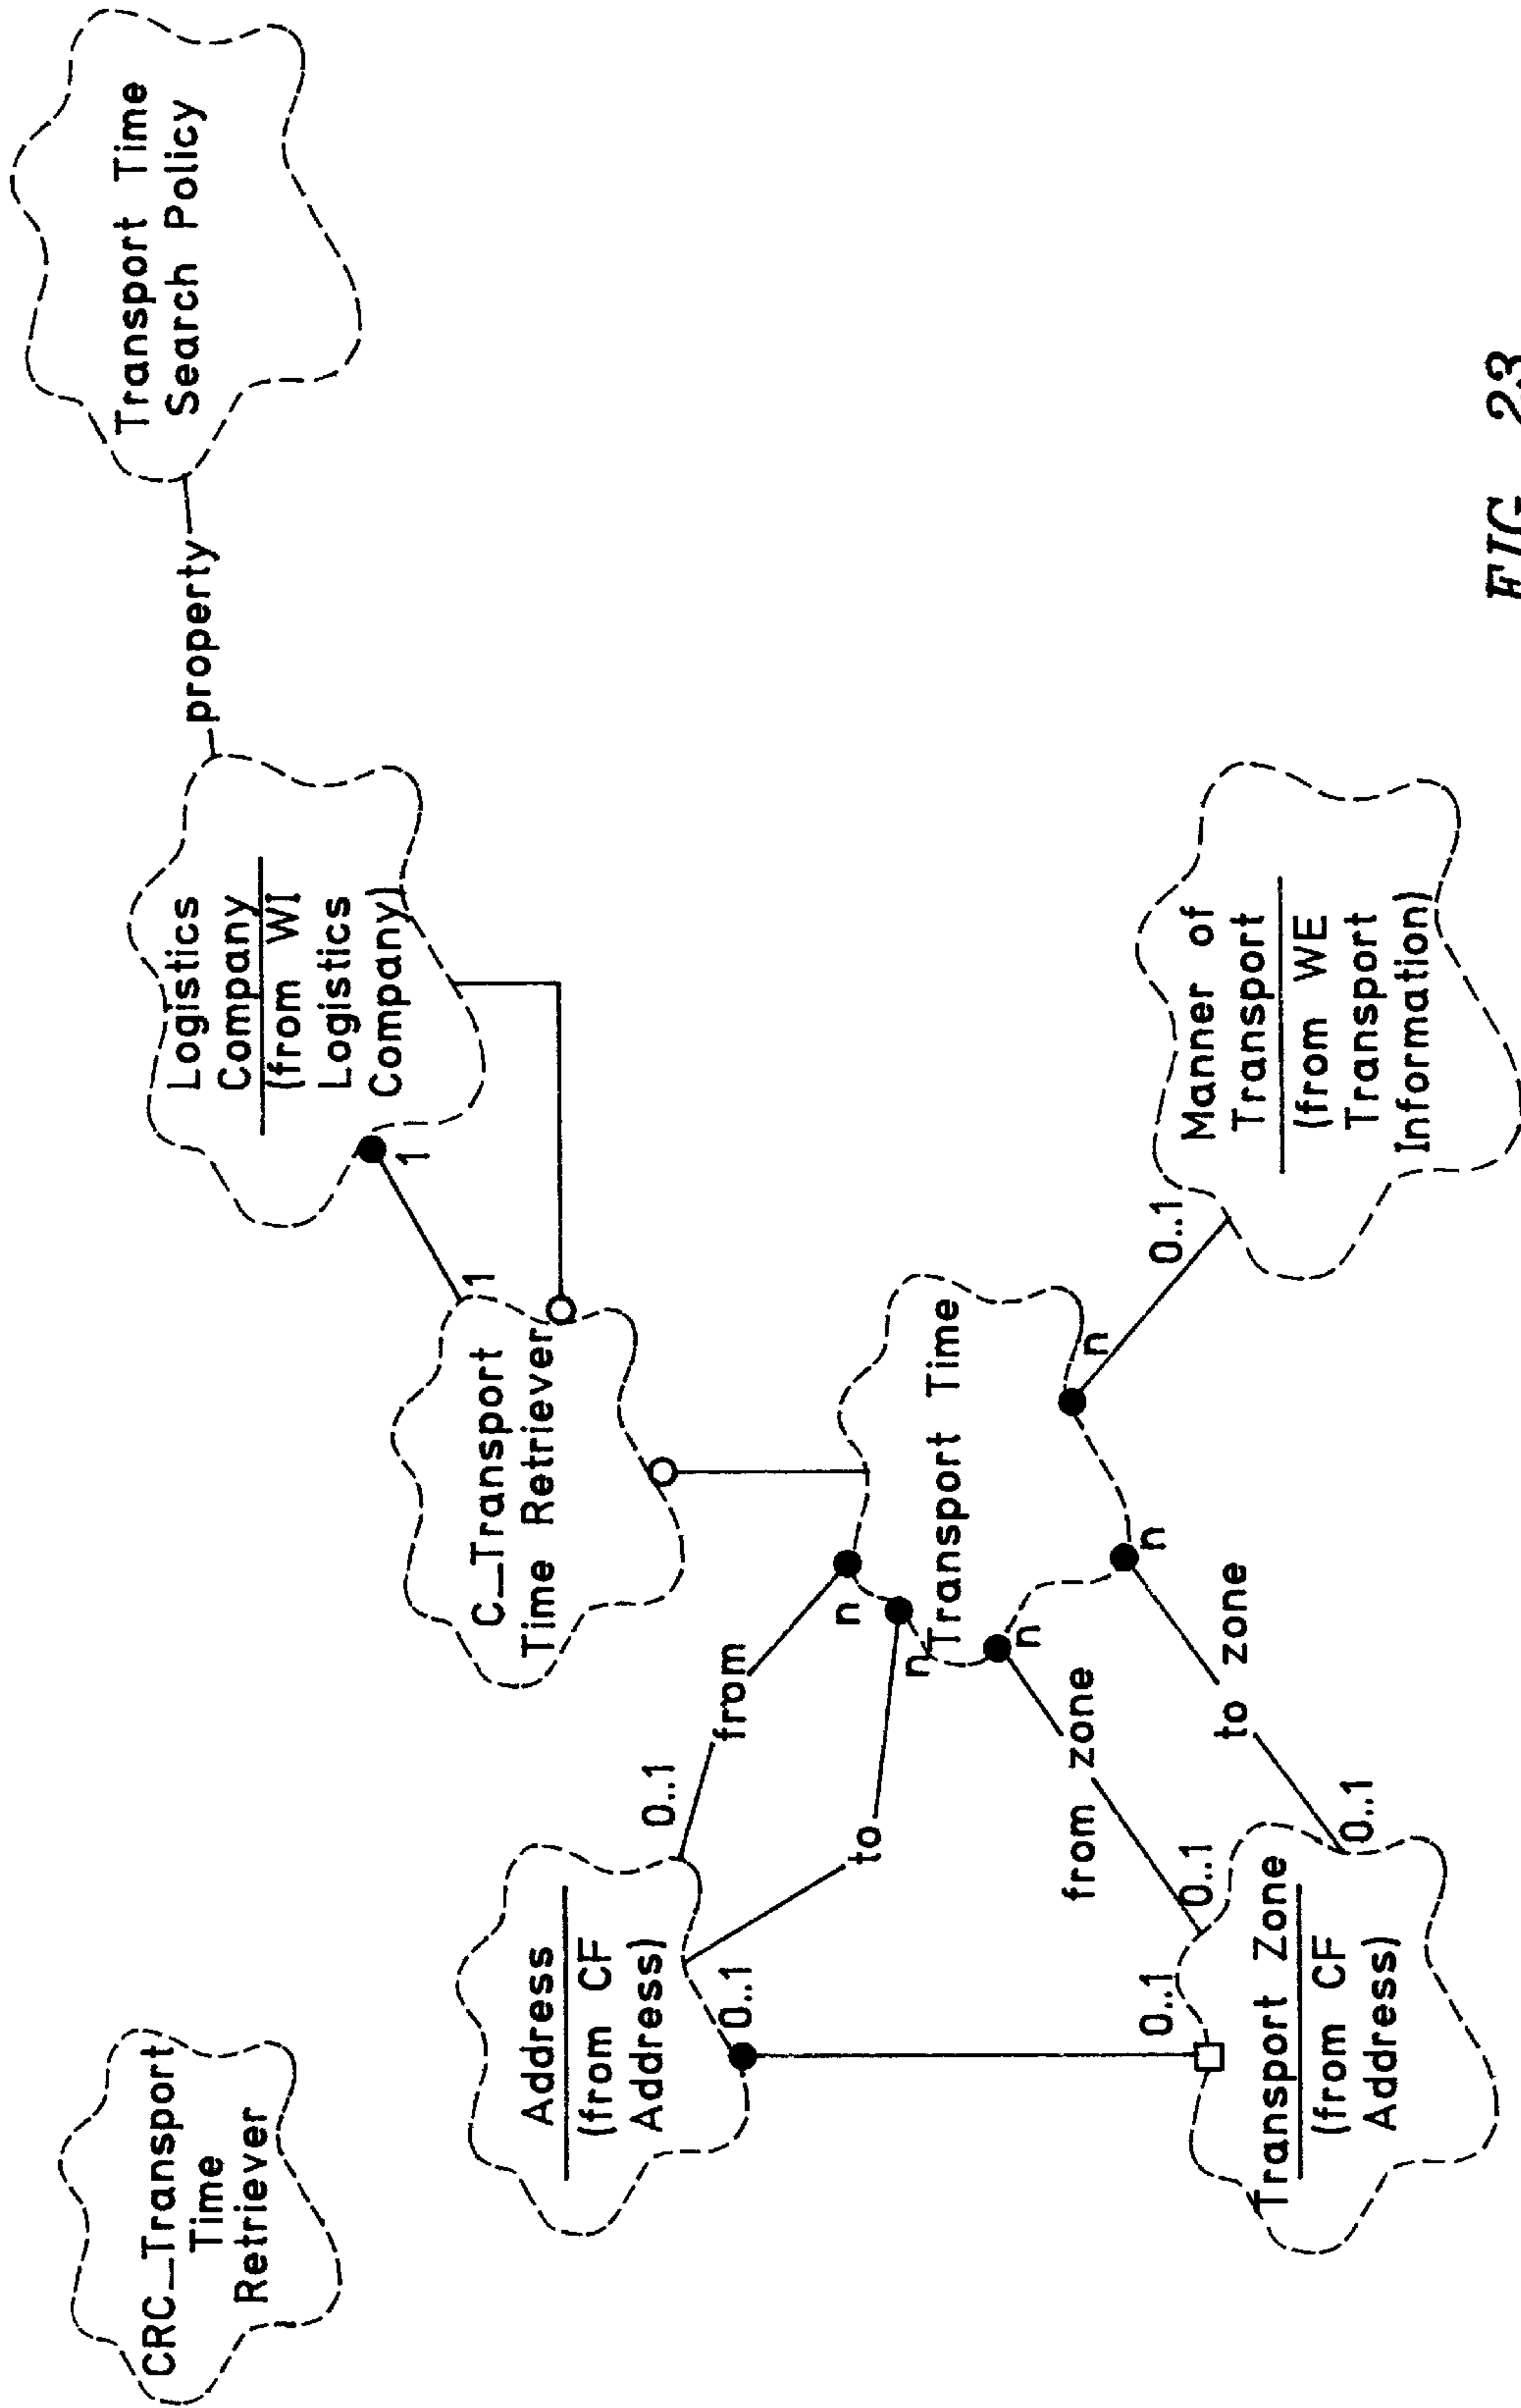 CRC_Transport
Time
Retriever
Transport Time
Search Policy
property
Logistics
Company
(from WI
Logistics
Company)
1
1
C_Transport
Time Retriever
Address
(from CF
Address)
0..1
from
n
to
n
0..1
Transport Time
n
from zone
0..1
n
to zone
0..1
0..1
n
0..1
Transport Zone
(from CF
Address)
Manner of
Transport
(from WE
Transport
Information)
FIG. 23